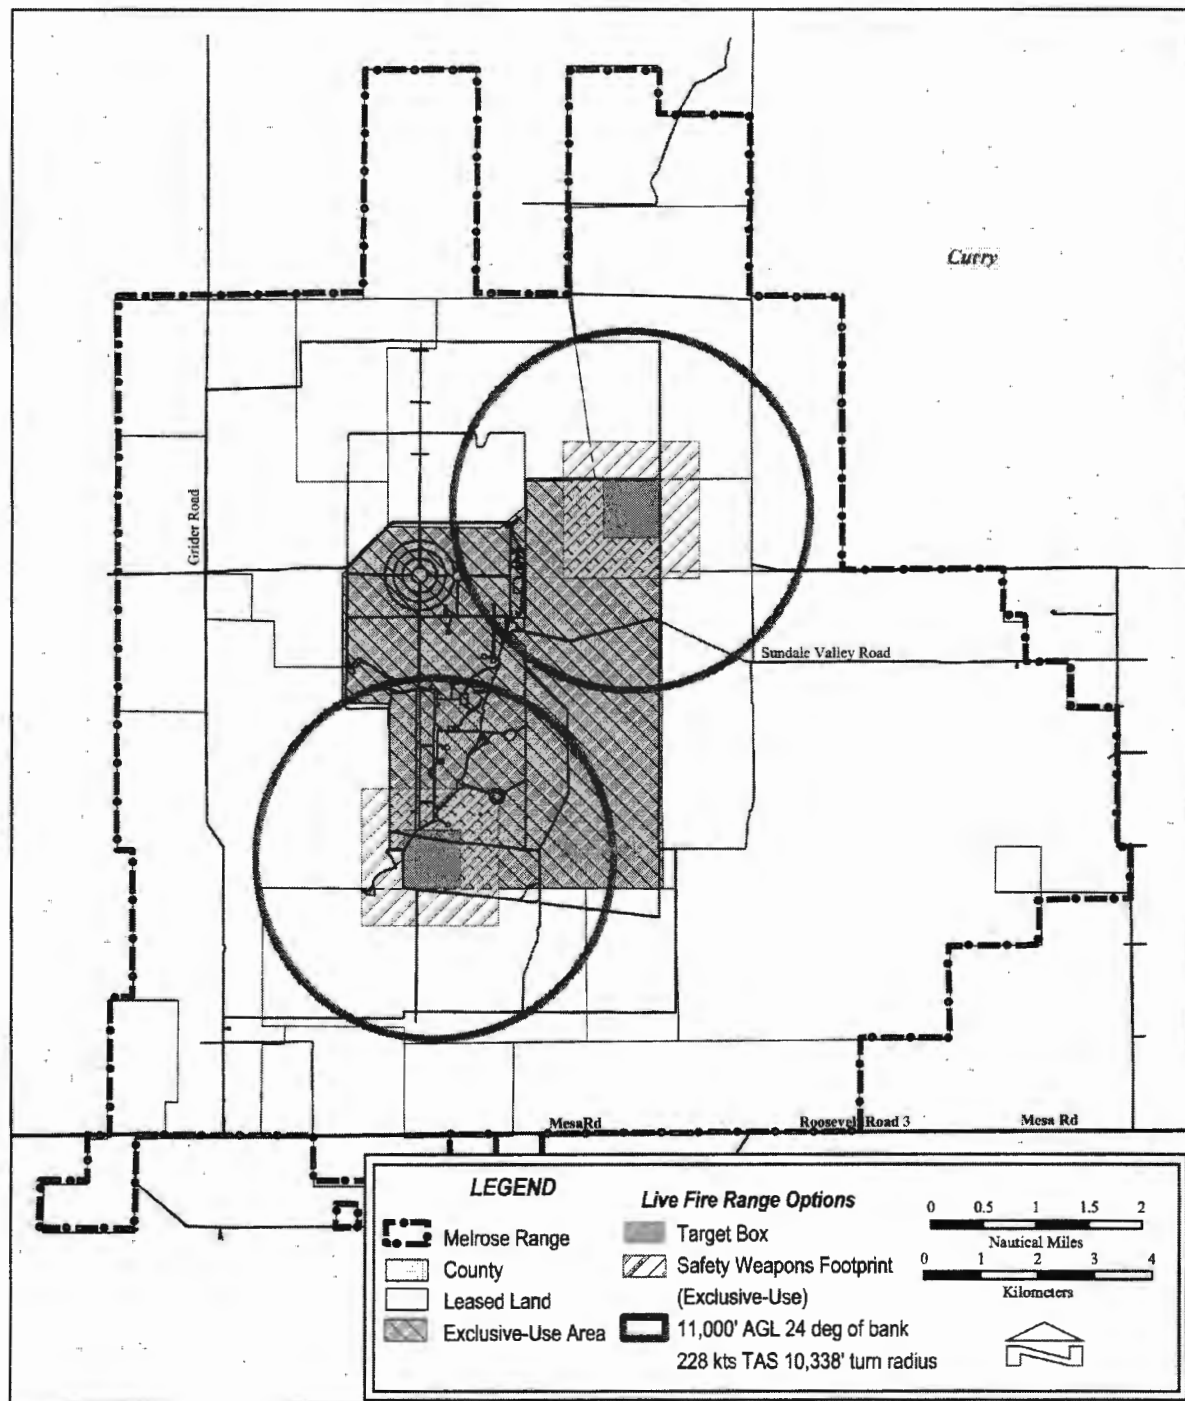 Curry
Grider Road
Sundale Valley Road
Mesa Rd
Roosevelt Road 3
Mesa Rd
LEGEND
Melrose Range
County
Leased Land
Exclusive-Use Area
Live Fire Range Options
Target Box
Safety Weapons Footprint
(Exclusive-Use)
11,000' AGL 24 deg of bank
228 kts TAS 10,338' turn radius
0 0.5 1 1.5 2
Nautical Miles
0 1 2 3 4
Kilometers
N